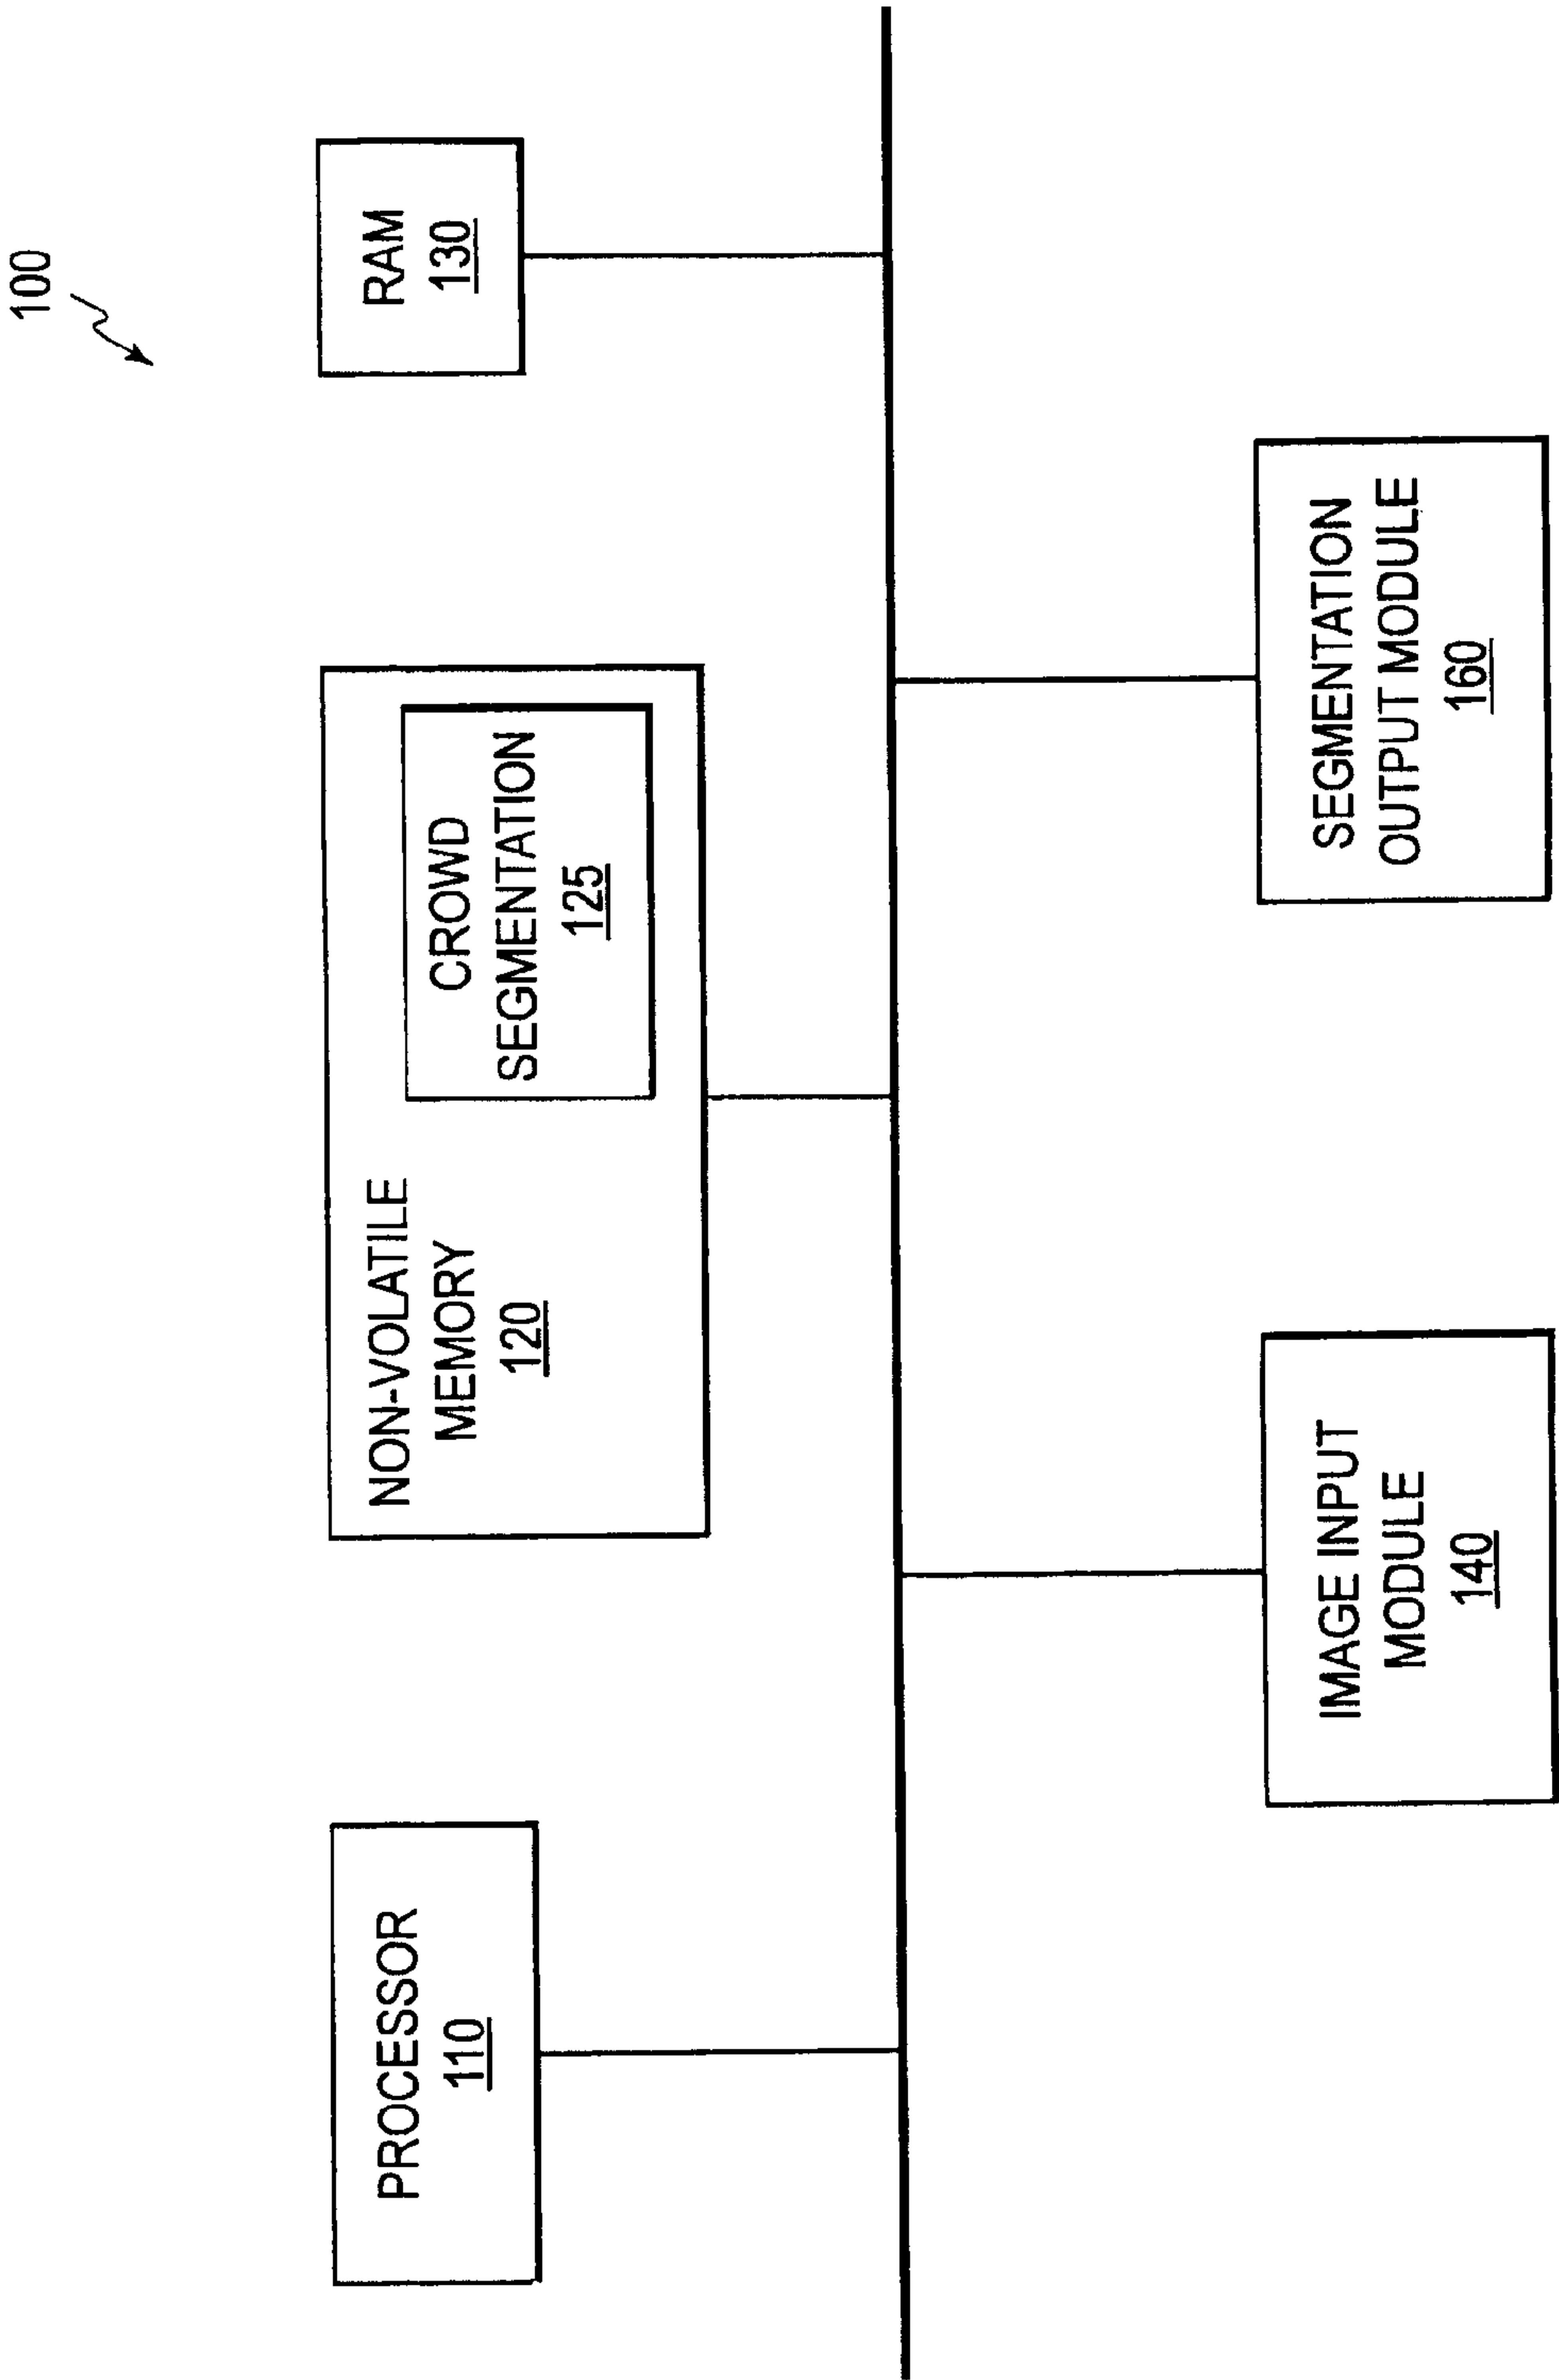 100
PROCESSOR
110
NON-VOLATILE
MEMORY
120
CROWD
SEGMENTATION
125
RAM
130
IMAGE INPUT
MODULE
140
SEGMENTATION
OUTPUT MODULE
160